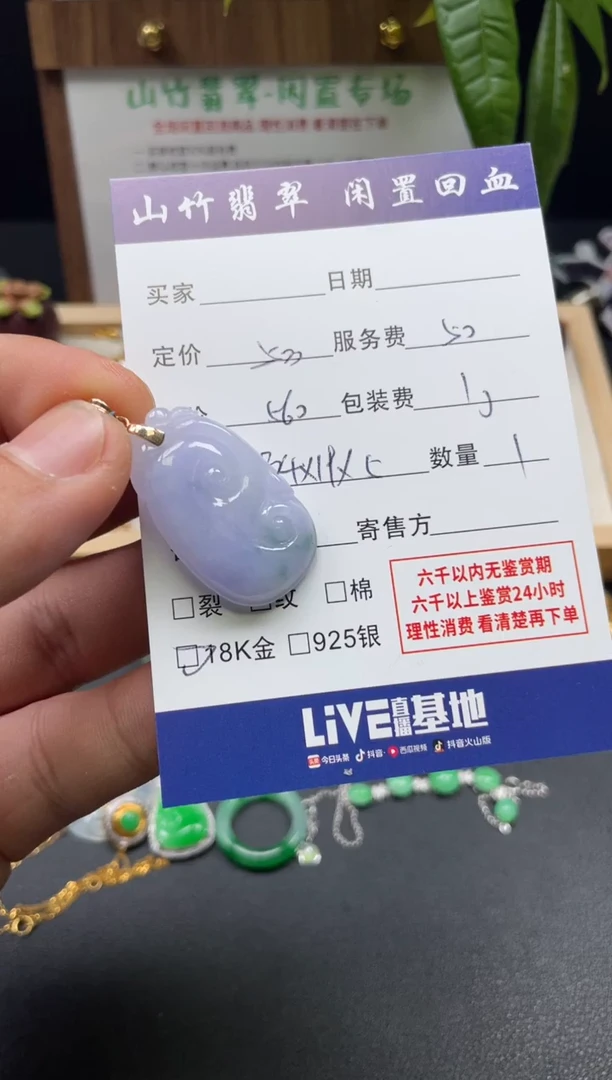 山竹翡翠·闲置专场
山竹翡翠 闲置回血
买家 日期
定价 服务费 50
560 包装费 10
数量 1
寄售方
□裂 □纹 □棉
□18K金 □925银
六千以内无鉴赏期
六千以上鉴赏24小时
理性消费 看清楚再下单
LiVE直播基地
今日头条 抖音 西瓜视频 抖音火山版